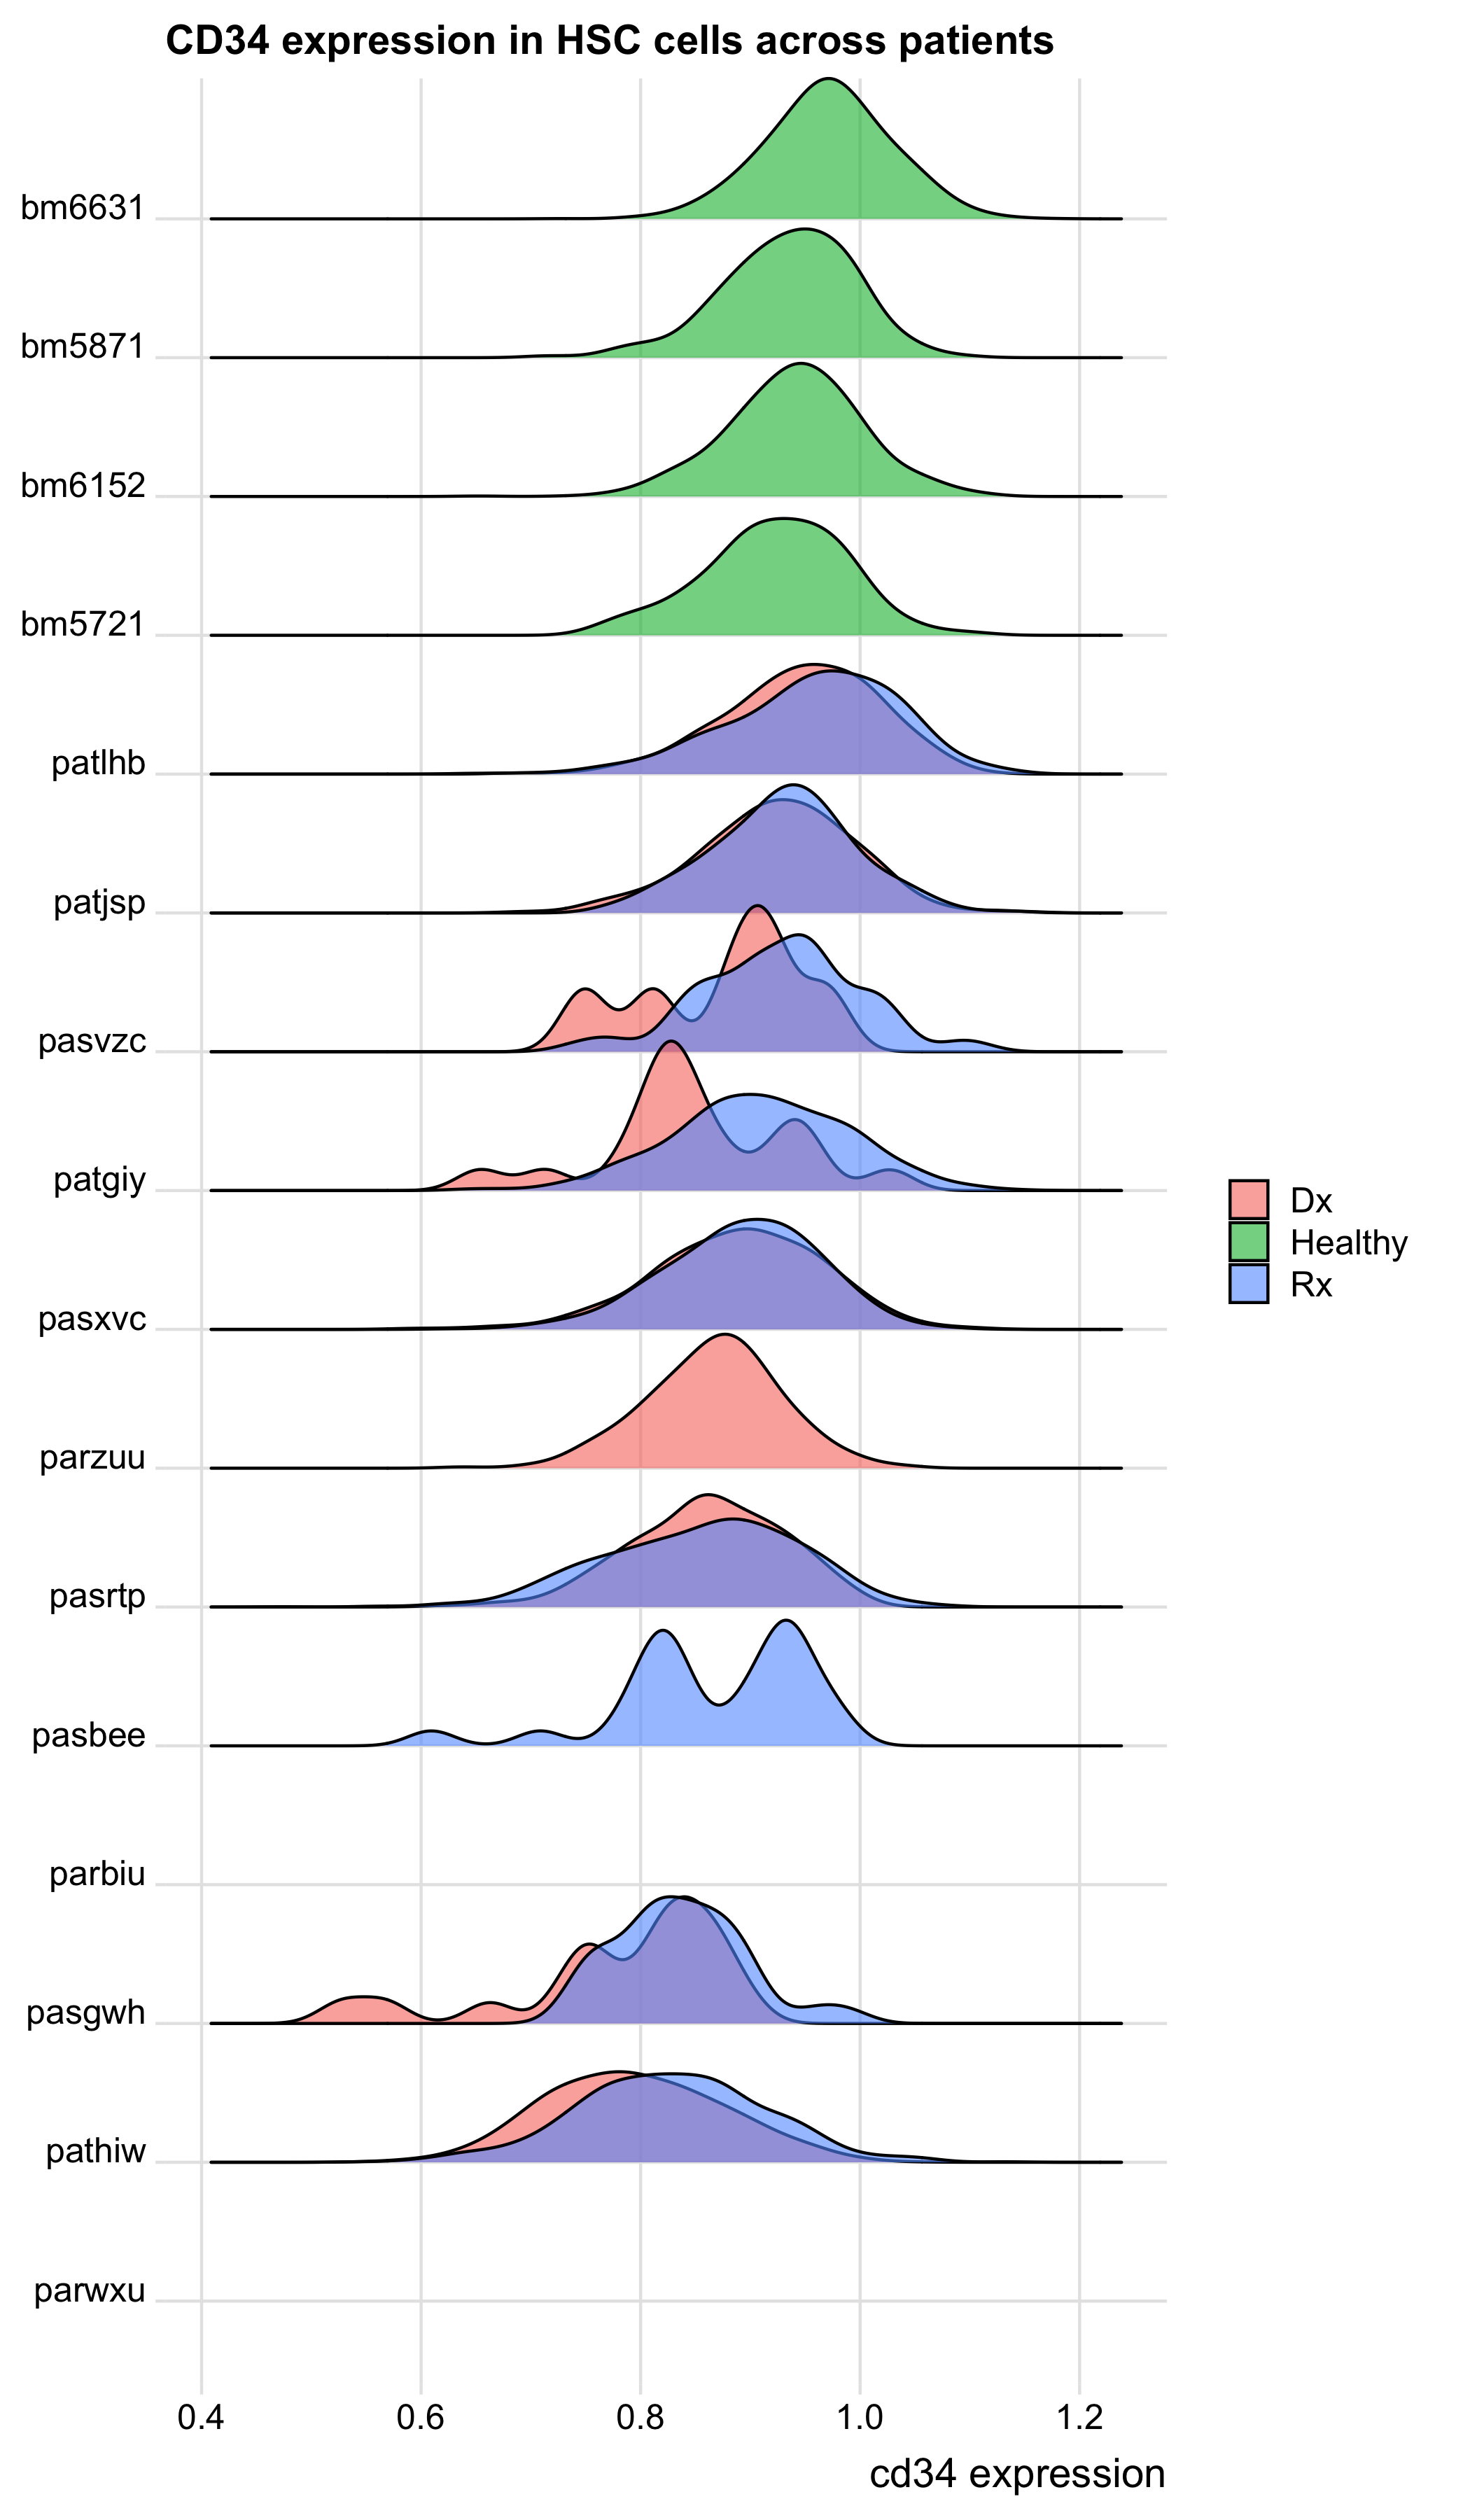 CD34 expression in HSC cells across patients
bm6631
bm5871
bm6152
bm5721
patlhb
patjsp
pasvzc
patgiy
pasxvc
parzuu
pasrtp
pasbee
parbiu
pasgwh
pathiw
parwxu
Dx
Healthy
Rx
0.4 0.6 0.8 1.0 1.2
cd34 expression